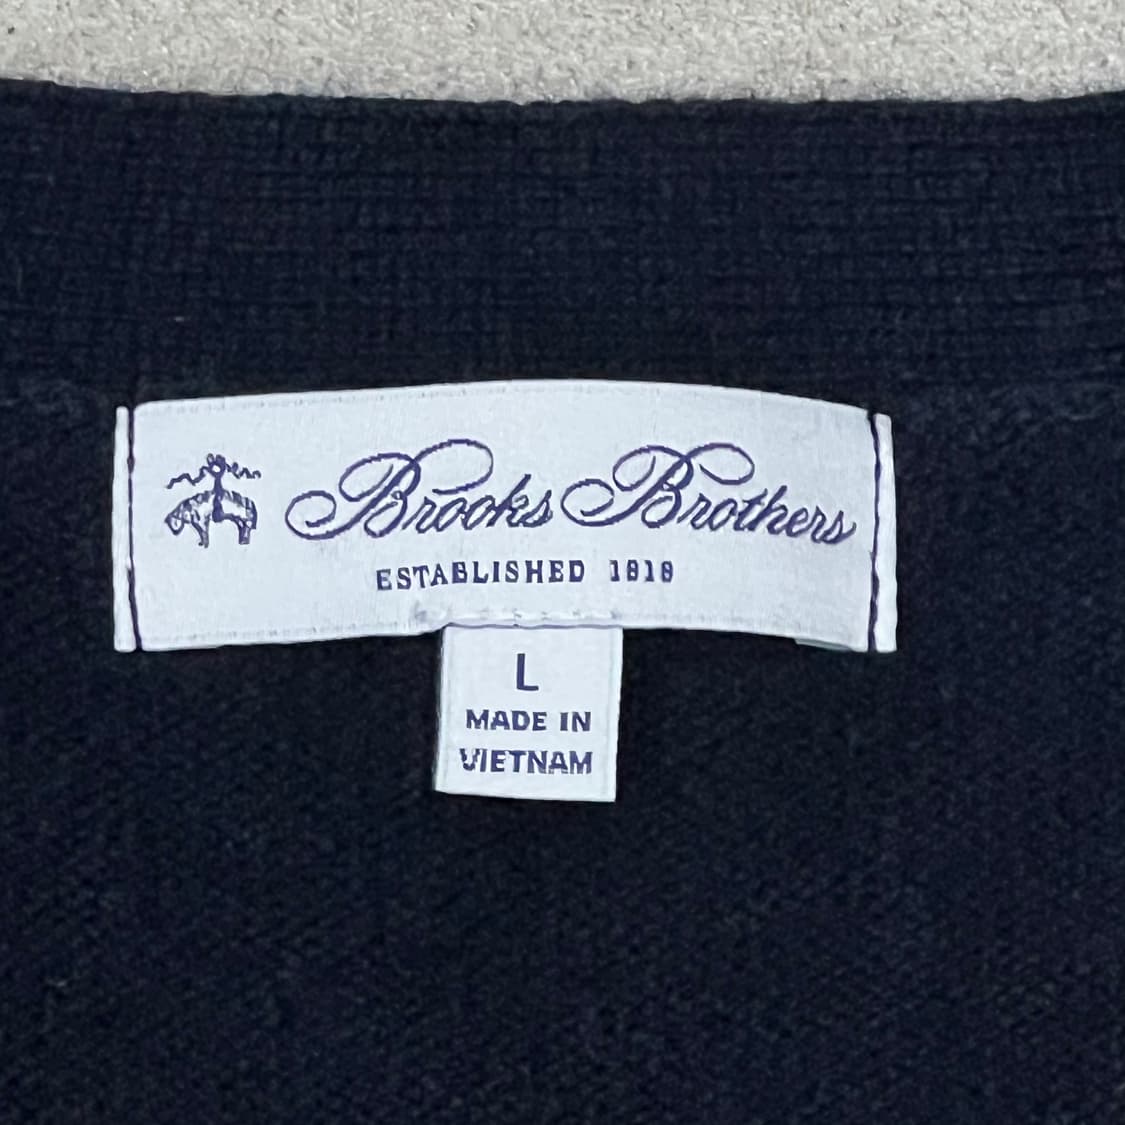 Brooks Brothers
ESTABLISHED 1818
L
MADE IN
VIETNAM